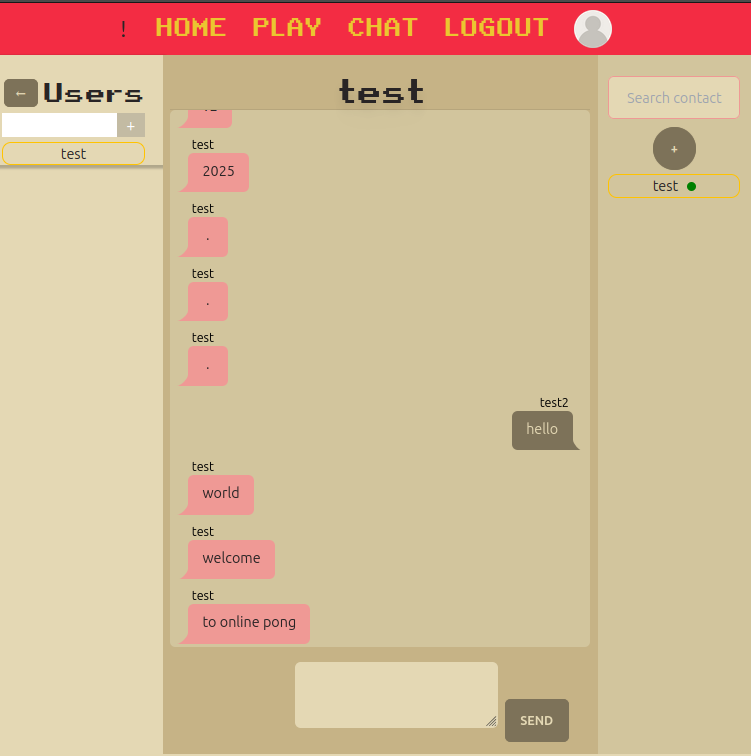 ! HOME PLAY CHAT LOGOUT
← Users
+
test
test
test
2025
test
.
test
.
test
.
test2
hello
test
world
test
welcome
test
to online pong
SEND
Search contact
+
test